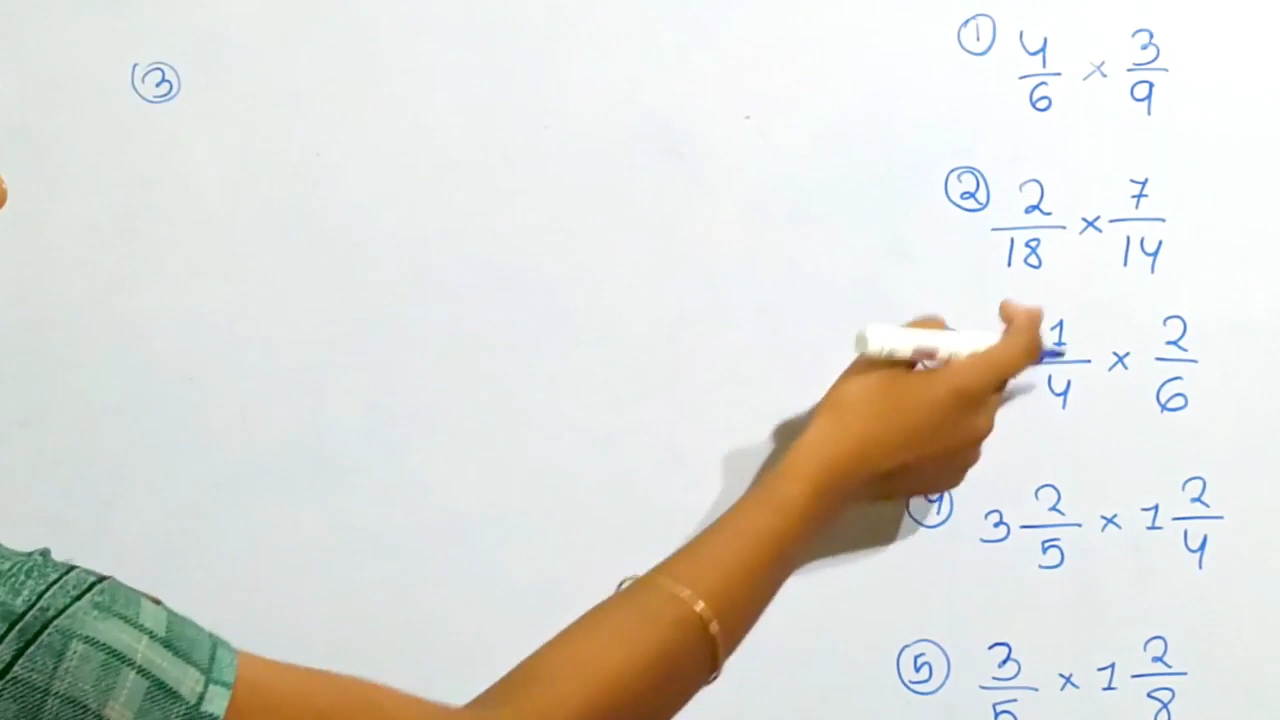 ③
① 4/6 × 3/9
② 2/18 × 7/14
1/4 × 2/6
④ 3 2/5 × 1 2/4
⑤ 3/5 × 1 2/8